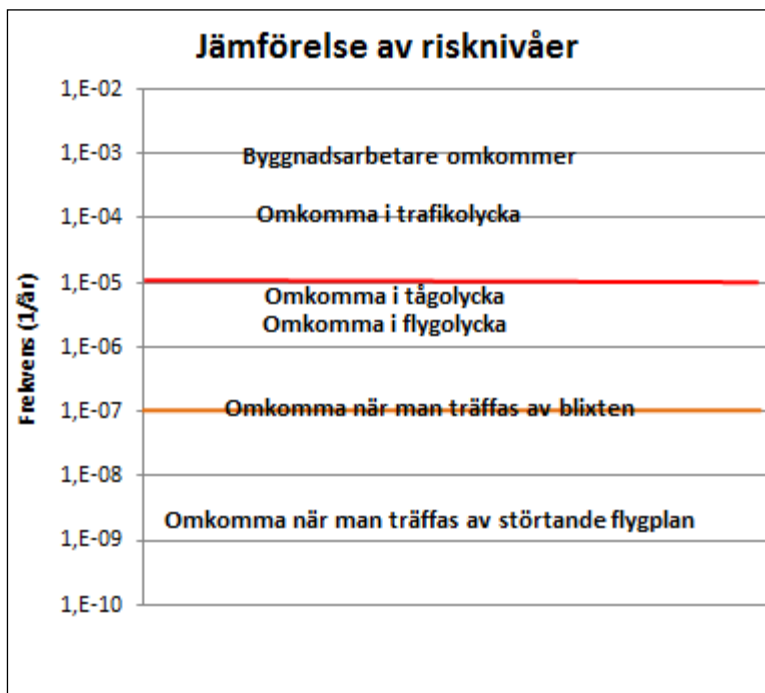 Jämförelse av risknivåer
1,E-02
Byggnadsarbetare omkommer
1,E-03
Omkomma i trafikolycka
1,E-04
1,E-05
Omkomma i tågolycka
Omkomma i flygolycka
1,E-06
Omkomma när man träffas av blixten
1,E-07
1,E-08
Omkomma när man träffas av störtande flygplan
1,E-09
1,E-10
Frekvens (1/år)